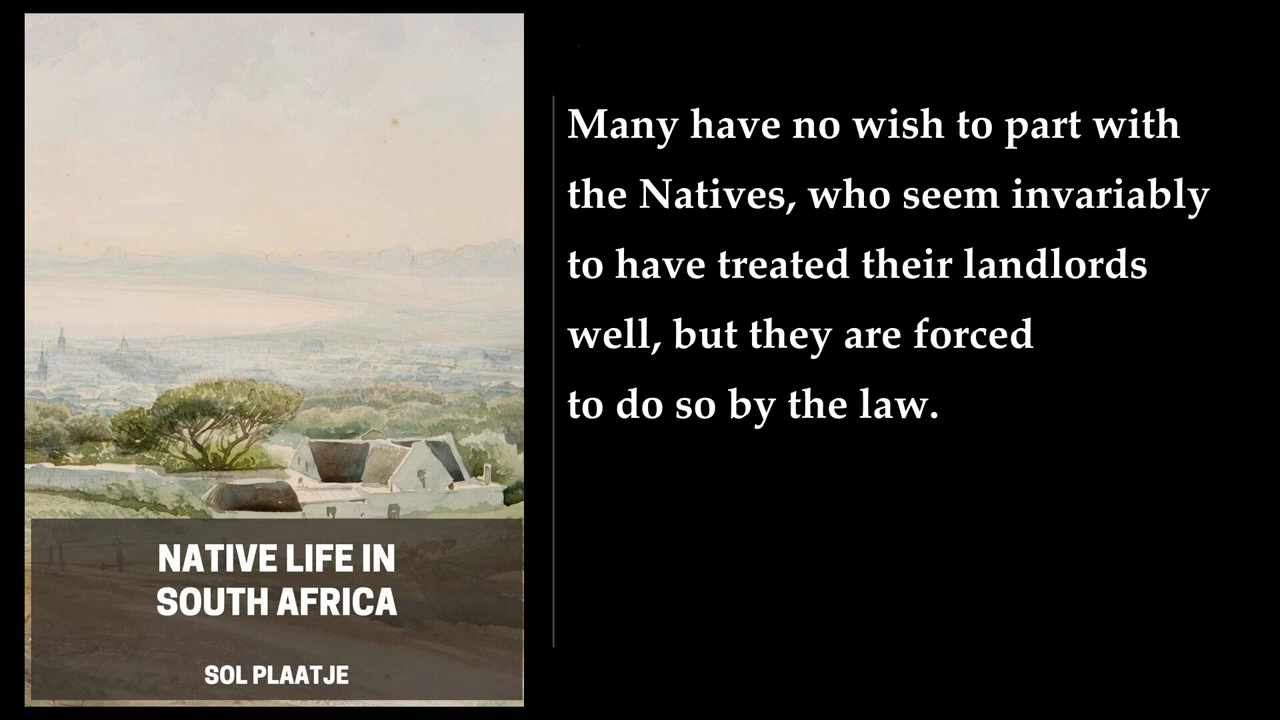 Many have no wish to part with
the Natives, who seem invariably
to have treated their landlords
well, but they are forced
to do so by the law.
NATIVE LIFE IN
SOUTH AFRICA
SOL PLAATJE